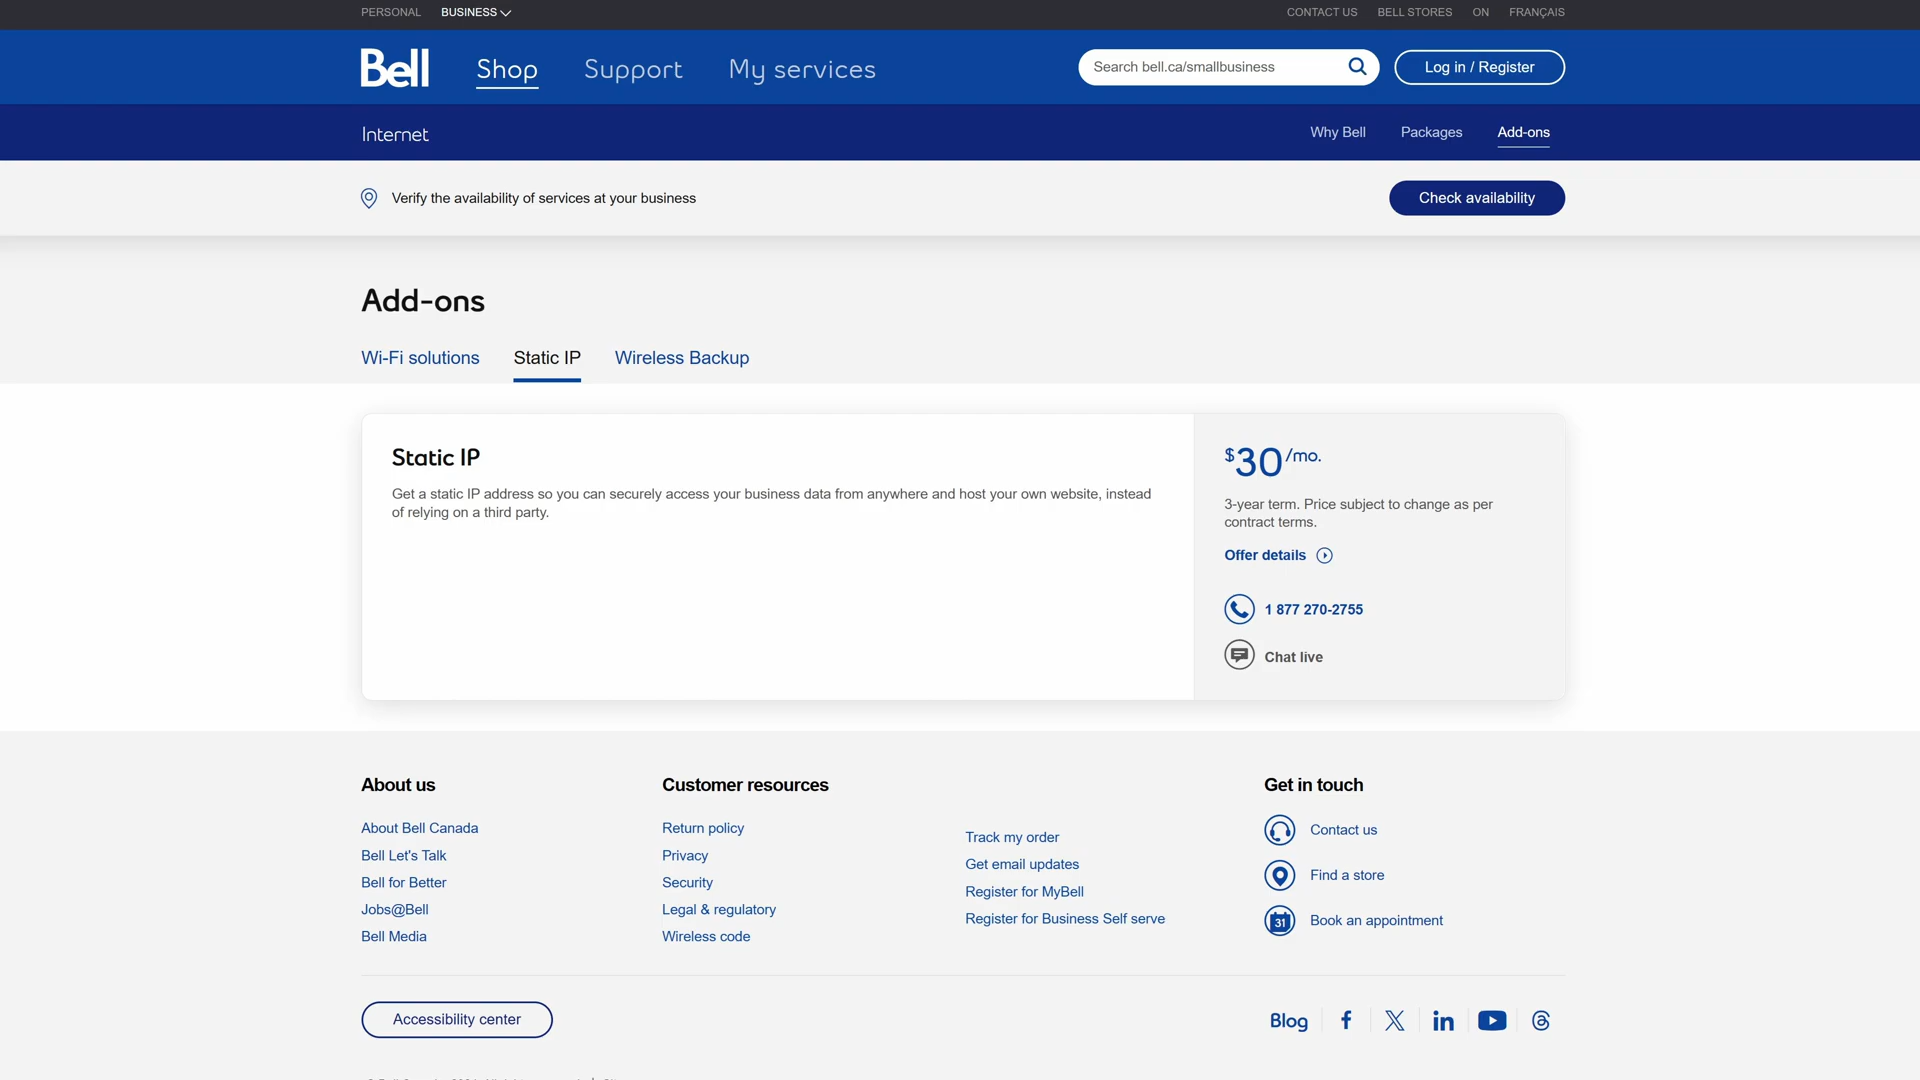 PERSONAL BUSINESS CONTACT US BELL STORES ON FRANÇAIS
Bell Shop Support My services Search bell.ca/smallbusiness Log in / Register
Internet Why Bell Packages Add-ons
Verify the availability of services at your business Check availability
Add-ons
Wi-Fi solutions Static IP Wireless Backup
Static IP
Get a static IP address so you can securely access your business data from anywhere and host your own website, instead
of relying on a third party.
$30/mo.
3-year term. Price subject to change as per
contract terms.
Offer details
1 877 270-2755
Chat live
About us
About Bell Canada
Bell Let's Talk
Bell for Better
Jobs@Bell
Bell Media
Customer resources
Return policy
Privacy
Security
Legal & regulatory
Wireless code
Track my order
Get email updates
Register for MyBell
Register for Business Self serve
Get in touch
Contact us
Find a store
31 Book an appointment
Accessibility center
Blog